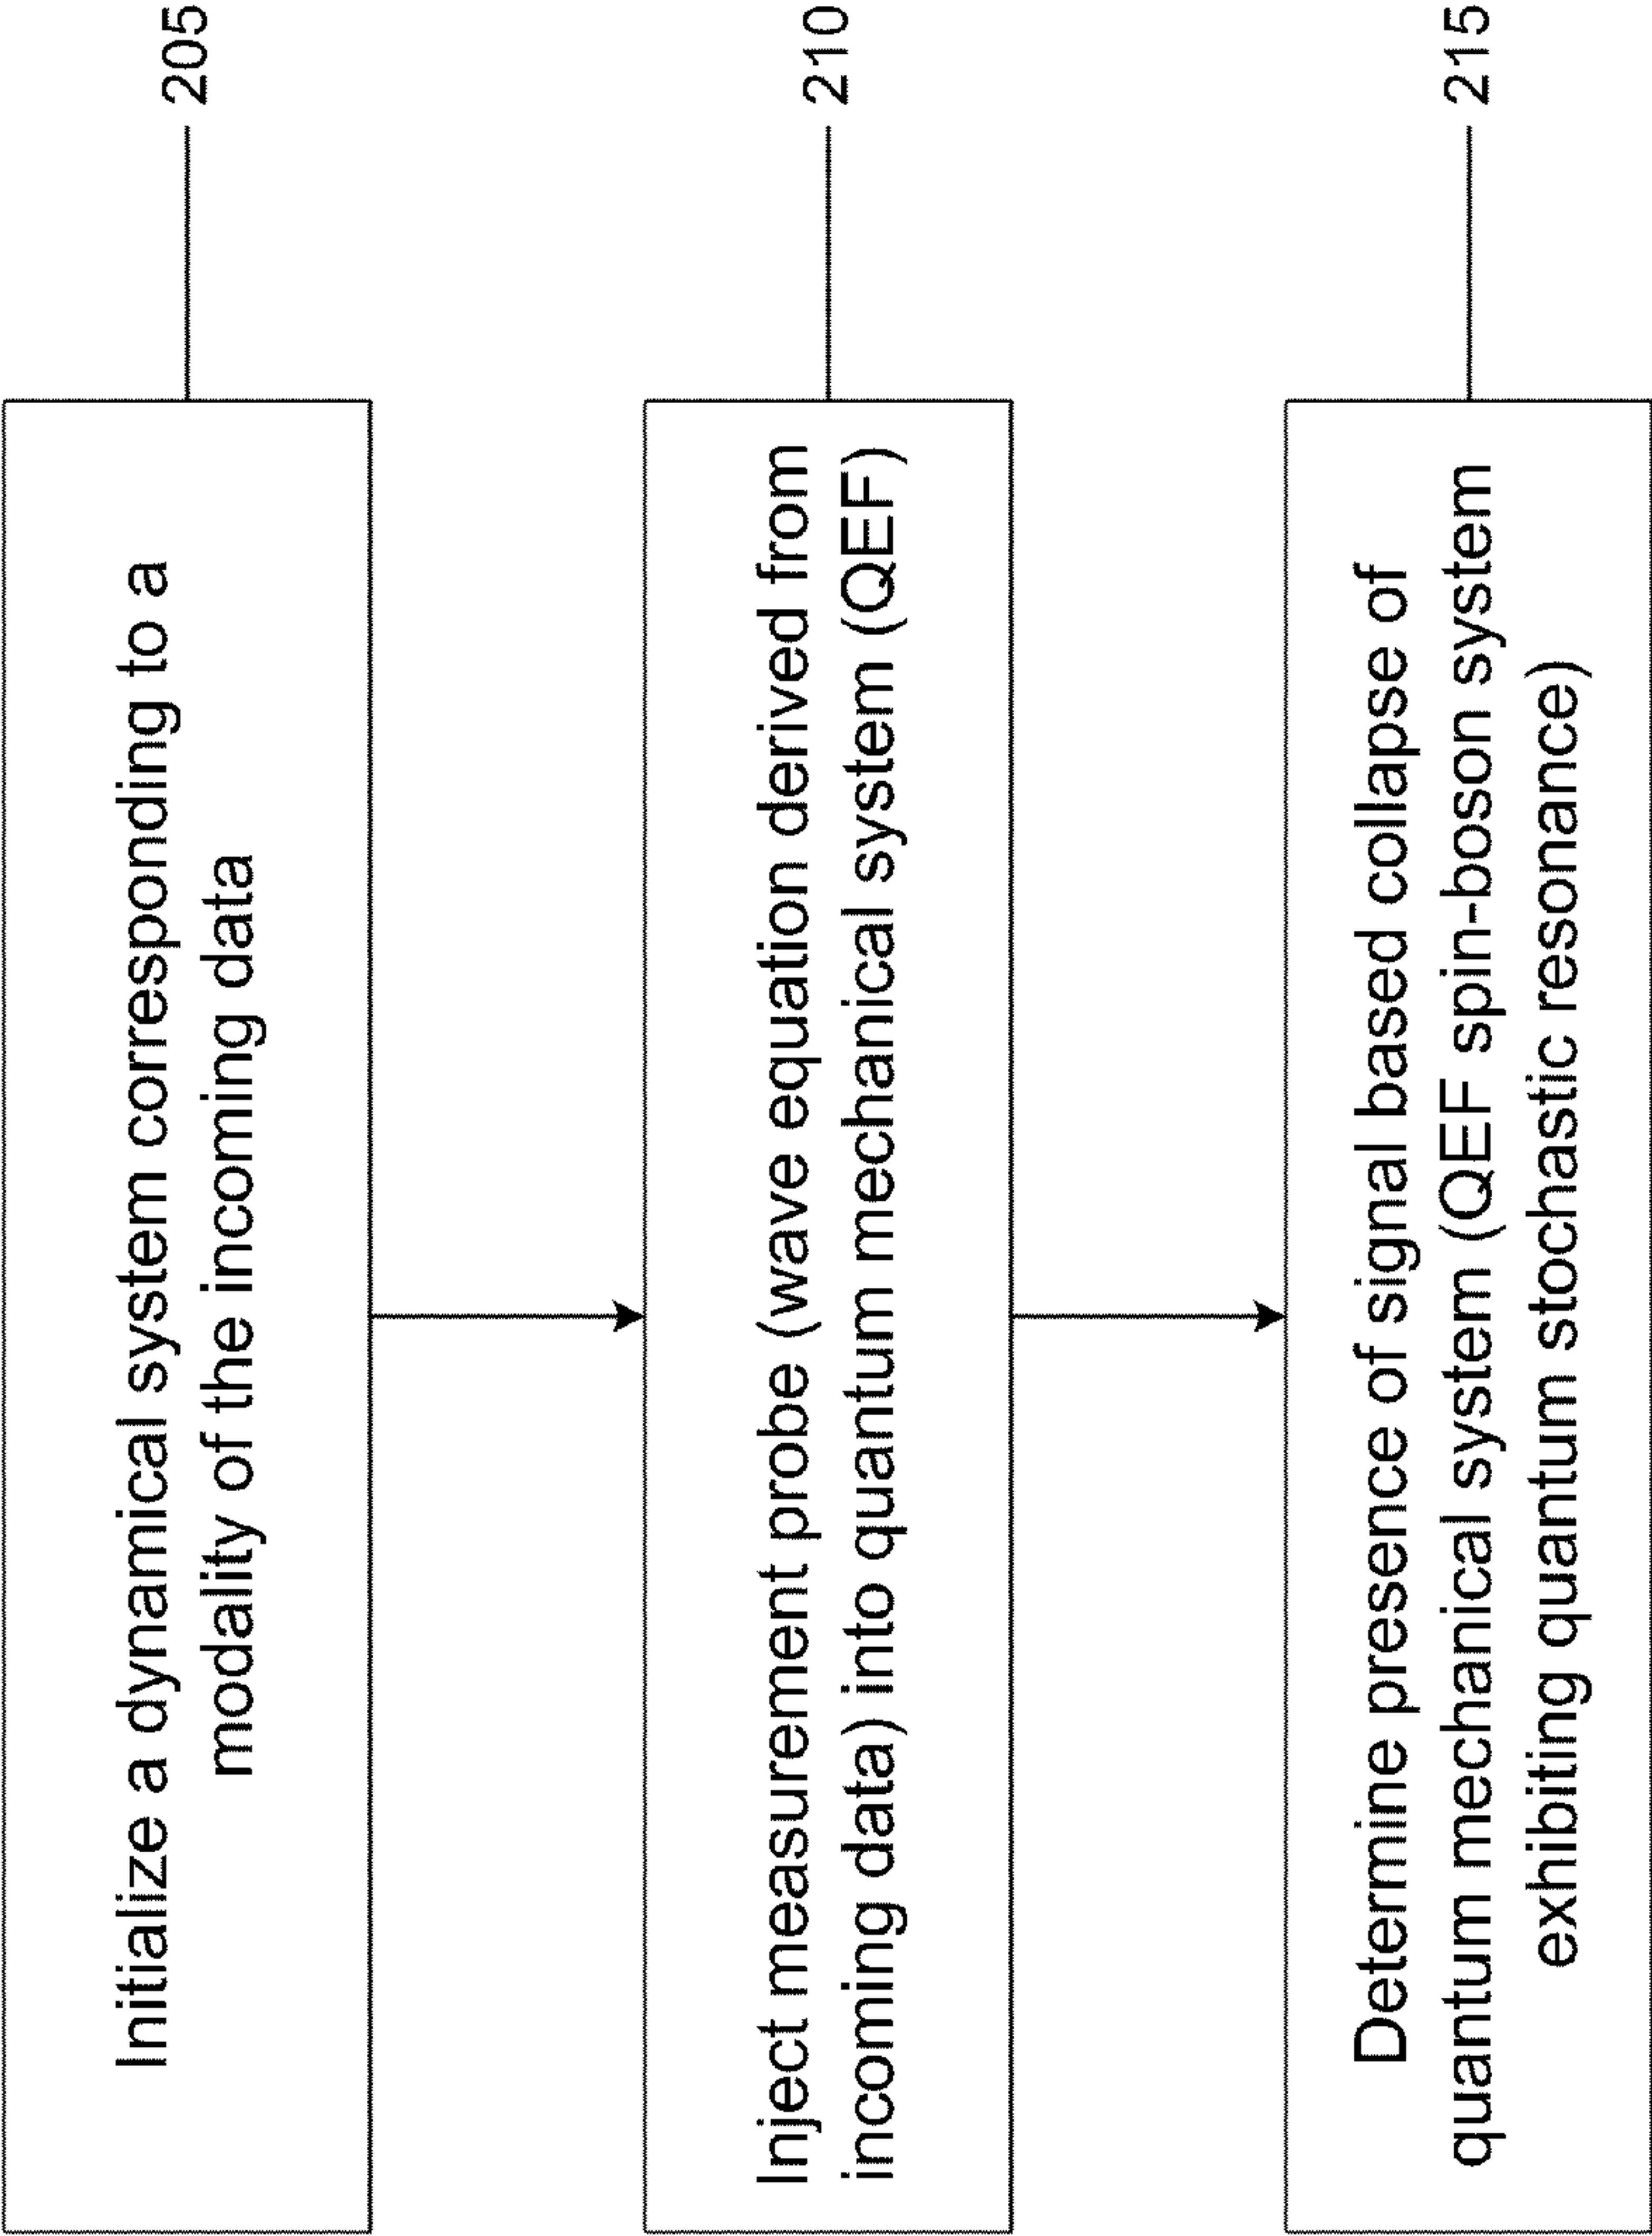 Initialize a dynamical system corresponding to a
modality of the incoming data
205
Inject measurement probe (wave equation derived from
incoming data) into quantum mechanical system (QEF)
210
Determine presence of signal based collapse of
quantum mechanical system (QEF spin-boson system
exhibiting quantum stochastic resonance)
215